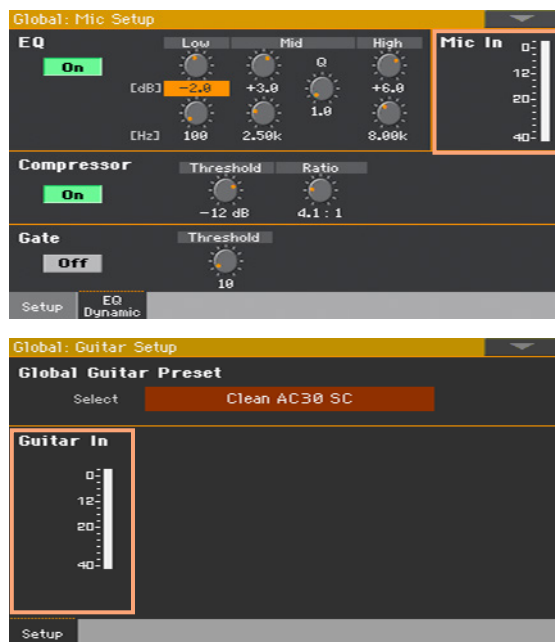 Global: Mic Setup
EQ Low Mid High Mic In
On Q
0
12
20
40
[dB] -2.0 +3.0 +6.0
1.0
[Hz] 100 2.50k 8.00k
Compressor Threshold Ratio
On
-12 dB 4.1 : 1
Gate Threshold
Off
10
Setup EQ
Dynamic
Global: Guitar Setup
Global Guitar Preset
Select Clean AC30 SC
Guitar In
0
12
20
40
Setup